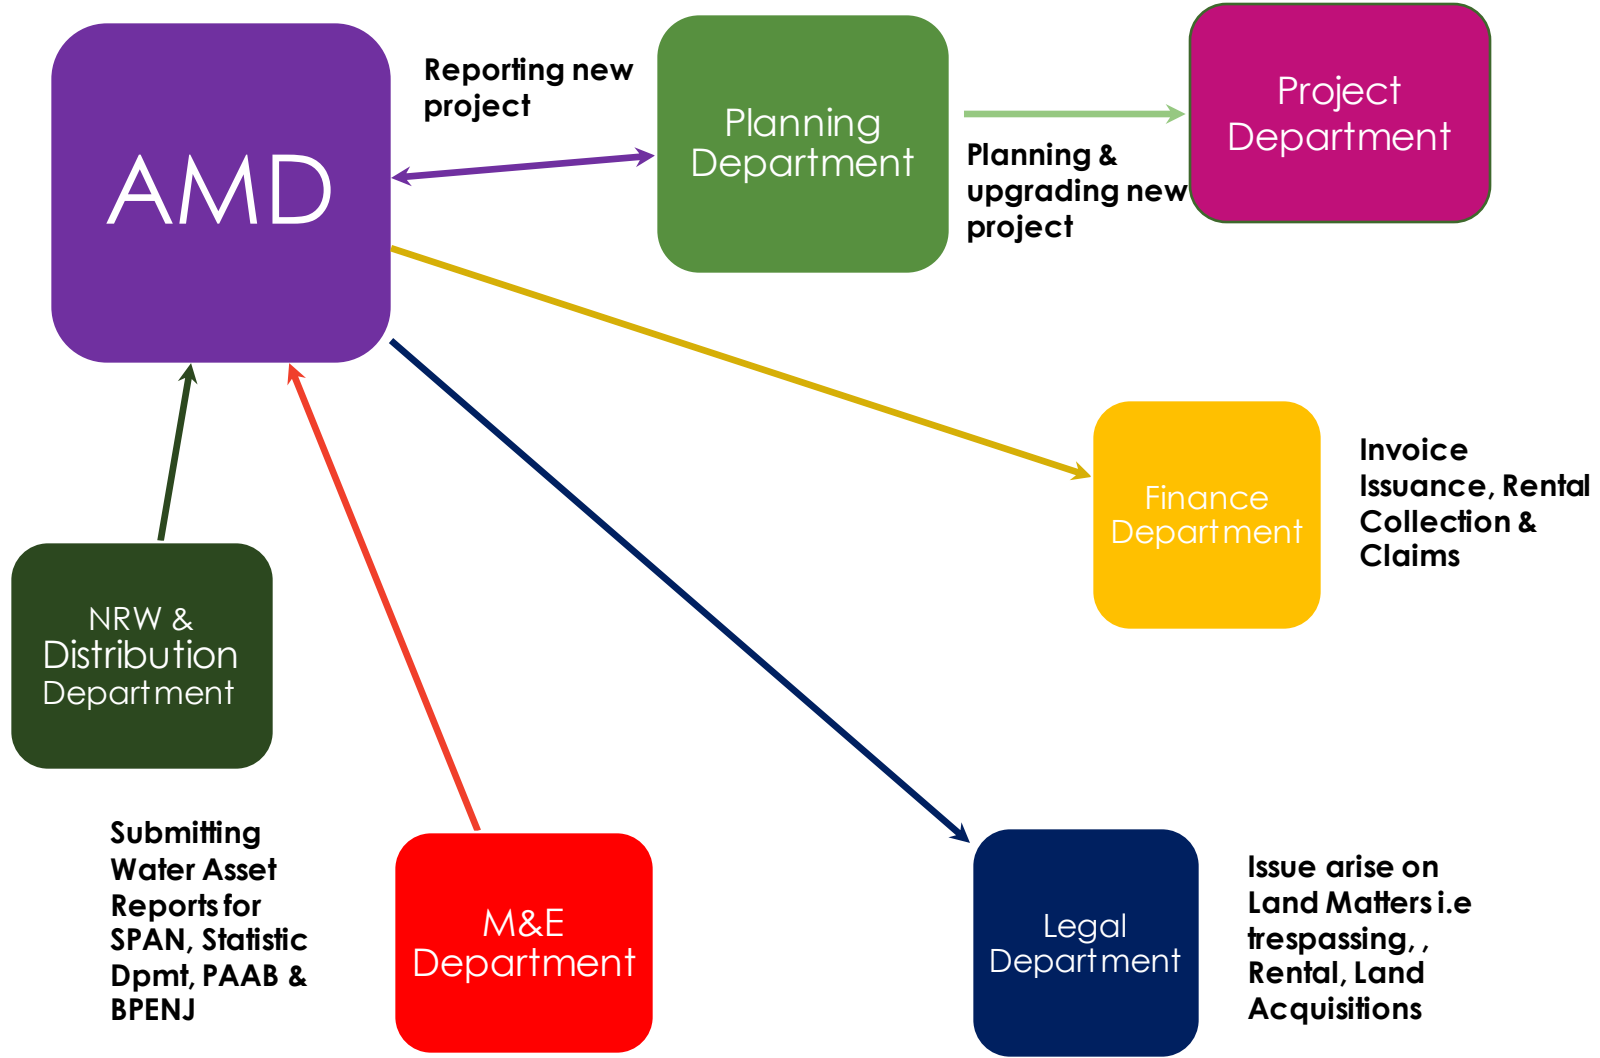 AMD
Reporting new
project
Planning
Department
Planning &
upgrading new
project
Project
Department
Finance
Department
Invoice
Issuance, Rental
Collection &
Claims
NRW &
Distribution
Department
Submitting
Water Asset
Reports for
SPAN, Statistic
Dpmt, PAAB &
BPENJ
M&E
Department
Legal
Department
Issue arise on
Land Matters i.e
trespassing, ,
Rental, Land
Acquisitions